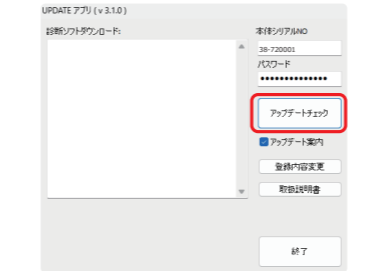 UPDATE アプリ ( v 3.1.0 )
診断ソフトダウンロード:
本体シリアルNO
38-720001
パスワード
●●●●●●●●●●●●●●
アップデートチェック
アップデート案内
登録内容変更
取扱説明書
終了